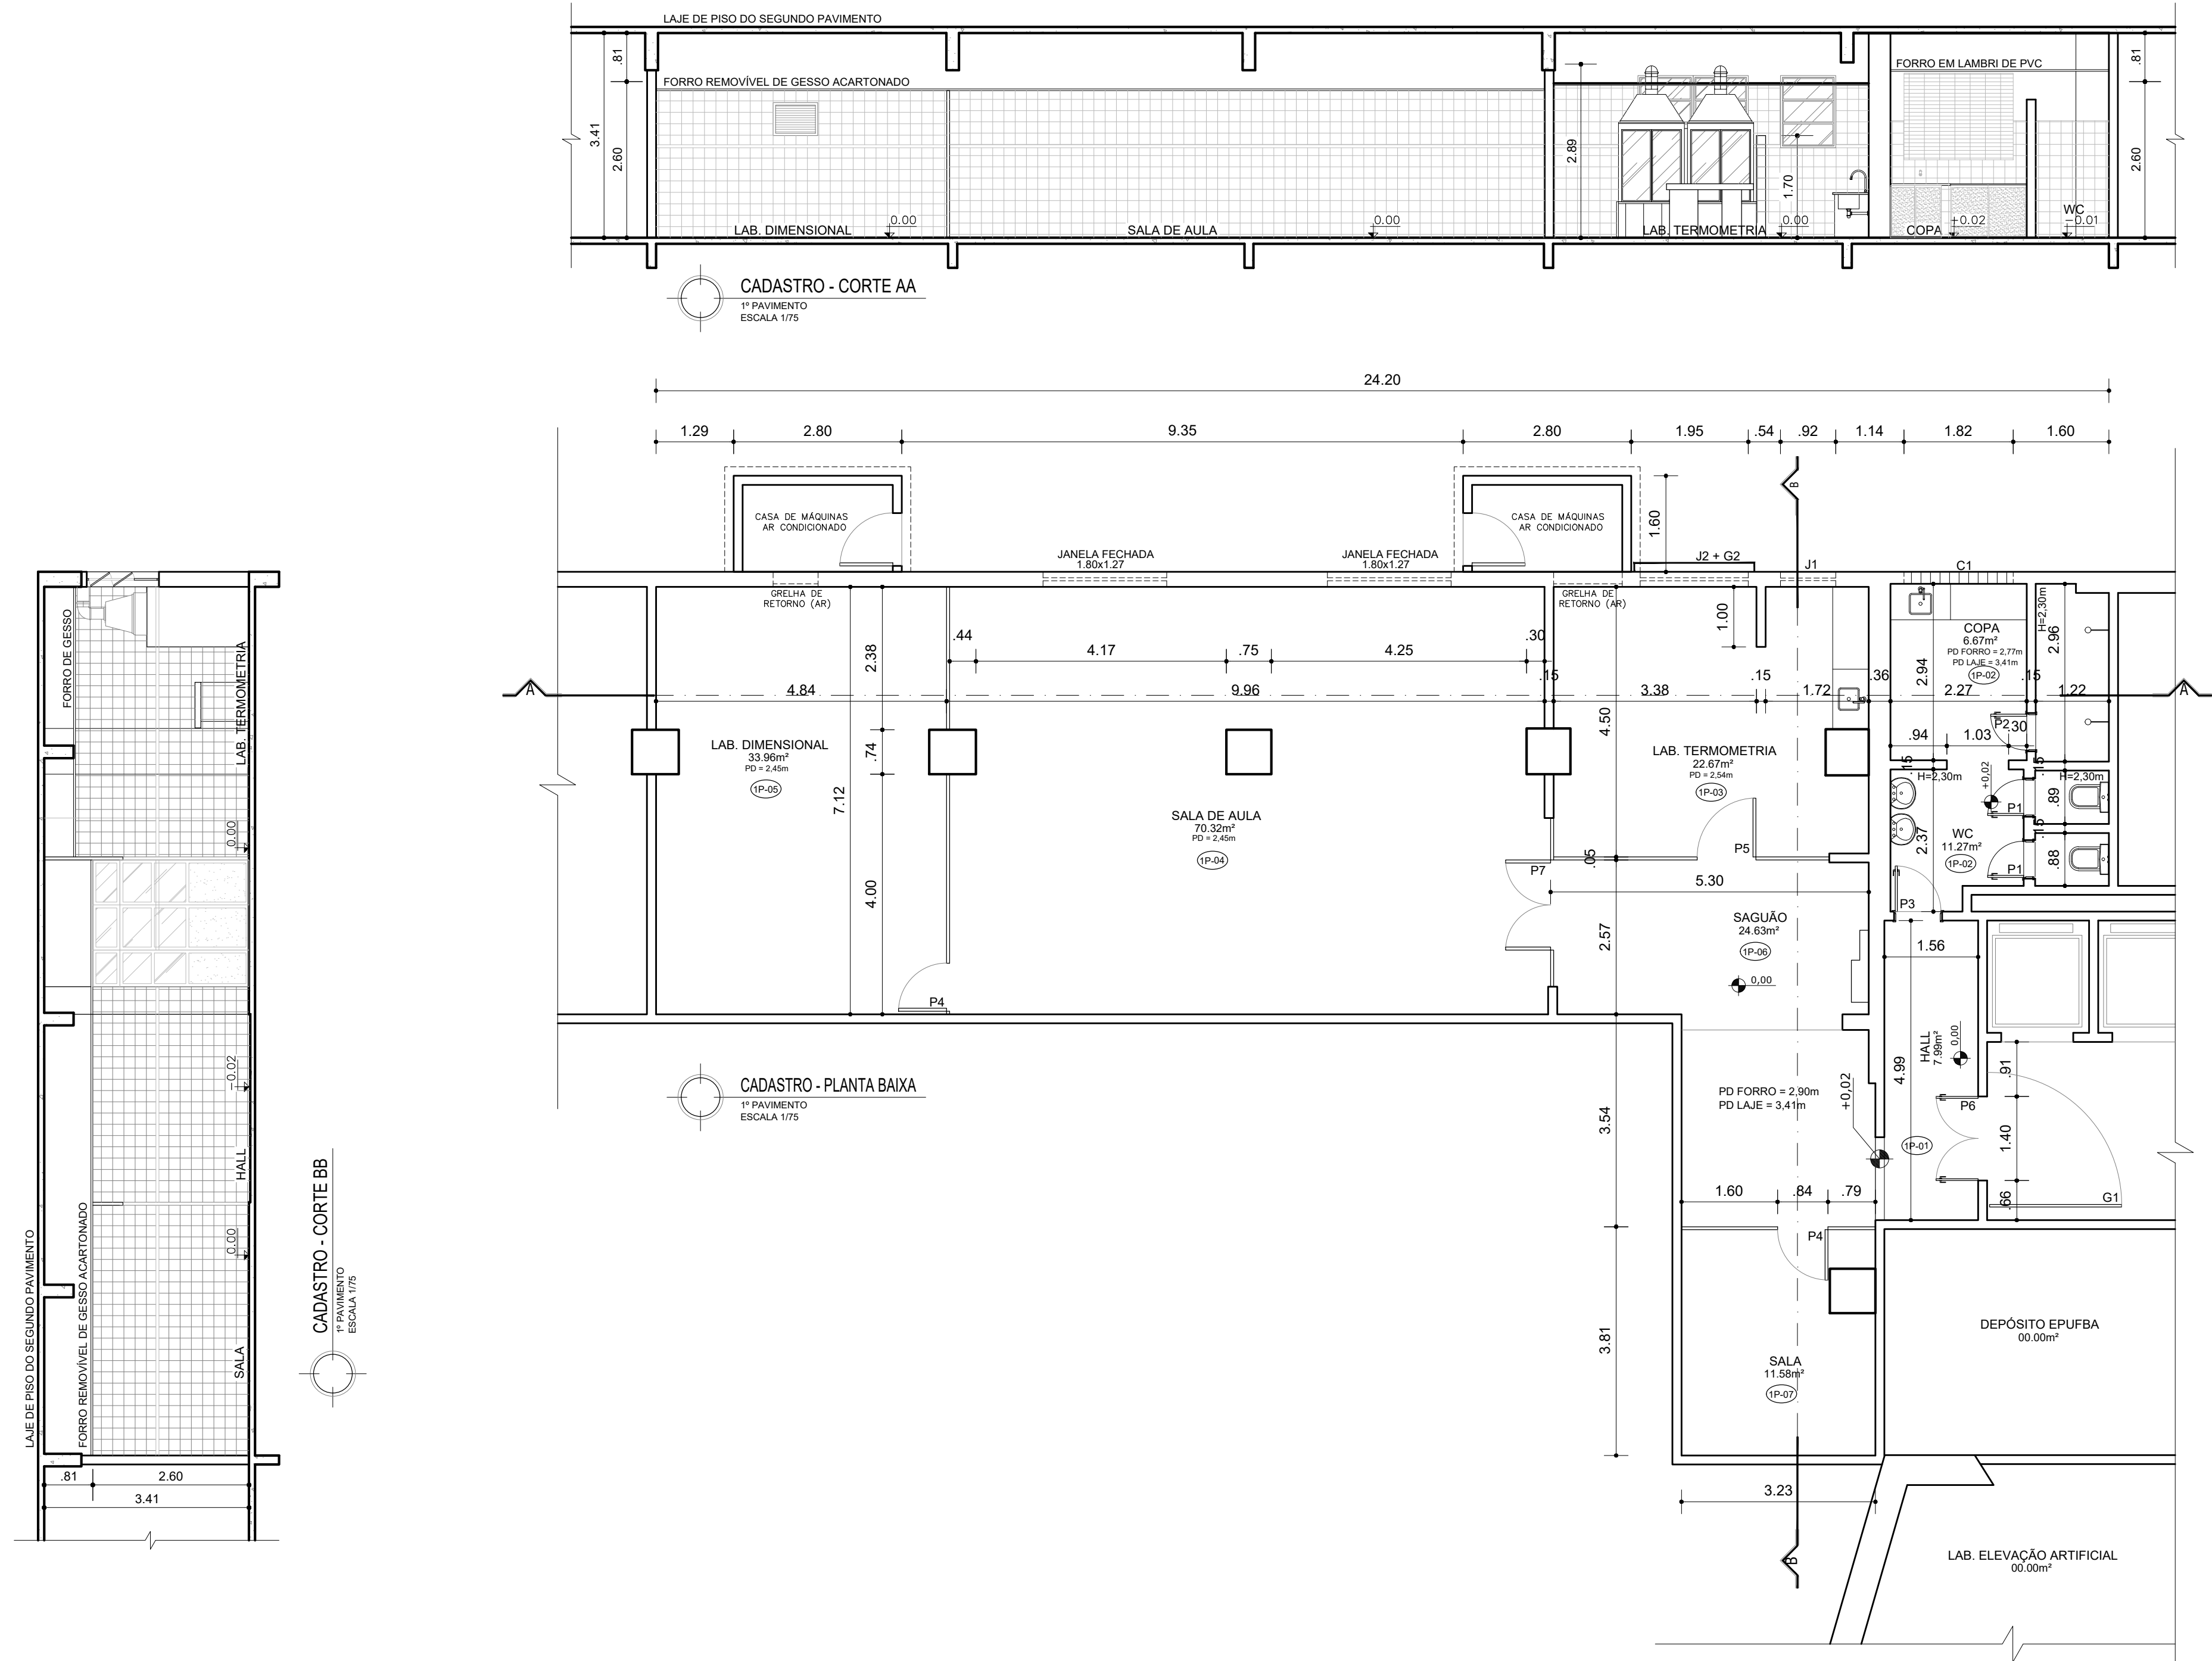 LAJE DE PISO DO SEGUNDO PAVIMENTO
FORRO REMOVÍVEL DE GESSO ACARTONADO
FORRO EM LAMBRI DE PVC
.81
3.41
2.60
2.89
1.70
.81
2.60
LAB. DIMENSIONAL
0.00
SALA DE AULA
0.00
LAB. TERMOMETRIA
0.00
COPA
+0.02
WC
-0.01
CADASTRO - CORTE AA
1º PAVIMENTO
ESCALA 1/75
24.20
1.29
2.80
9.35
2.80
1.95
.54
.92
1.14
1.82
1.60
B
CASA DE MÁQUINAS
AR CONDICIONADO
CASA DE MÁQUINAS
AR CONDICIONADO
1.60
JANELA FECHADA
1.80x1.27
JANELA FECHADA
1.80x1.27
J2 + G2
J1
C1
GRELHA DE
RETORNO (AR)
GRELHA DE
RETORNO (AR)
1.00
H=2,30m
2.96
COPA
6.67m²
PD FORRO = 2,77m
PD LAJE = 3,41m
1P-02
2.94
.44
4.17
.75
4.25
.30
2.38
A
4.84
9.96
.15
3.38
.15
1.72
.36
2.27
.15
1.22
A
4.50
P2
.30
.94
1.03
LAB. DIMENSIONAL
33.96m²
PD = 2,45m
1P-05
.74
7.12
LAB. TERMOMETRIA
22.67m²
PD = 2,54m
1P-03
.15
H=2,30m
+0,02
.15
H=2,30m
.89
P1
SALA DE AULA
70.32m²
PD = 2,45m
1P-04
.15
WC
11.27m²
1P-02
2.37
P1
.88
P5
.05
P7
4.00
5.30
P3
SAGUÃO
24.63m²
1P-06
0,00
2.57
1.56
P4
HALL
7.99m²
0,00
4.99
.91
CADASTRO - PLANTA BAIXA
1º PAVIMENTO
ESCALA 1/75
PD FORRO = 2,90m
PD LAJE = 3,41m
+0,02
3.54
P6
1P-01
1.40
1.60
.84
.79
.66
G1
P4
3.81
SALA
11.58m²
1P-07
DEPÓSITO EPUFBA
00.00m²
3.23
B
LAB. ELEVAÇÃO ARTIFICIAL
00.00m²
FORRO DE GESSO
LAB. TERMOMETRIA
0.00
-0.02
HALL
0.00
SALA
LAJE DE PISO DO SEGUNDO PAVIMENTO
FORRO REMOVÍVEL DE GESSO ACARTONADO
.81
2.60
3.41
CADASTRO - CORTE BB
1º PAVIMENTO
ESCALA 1/75